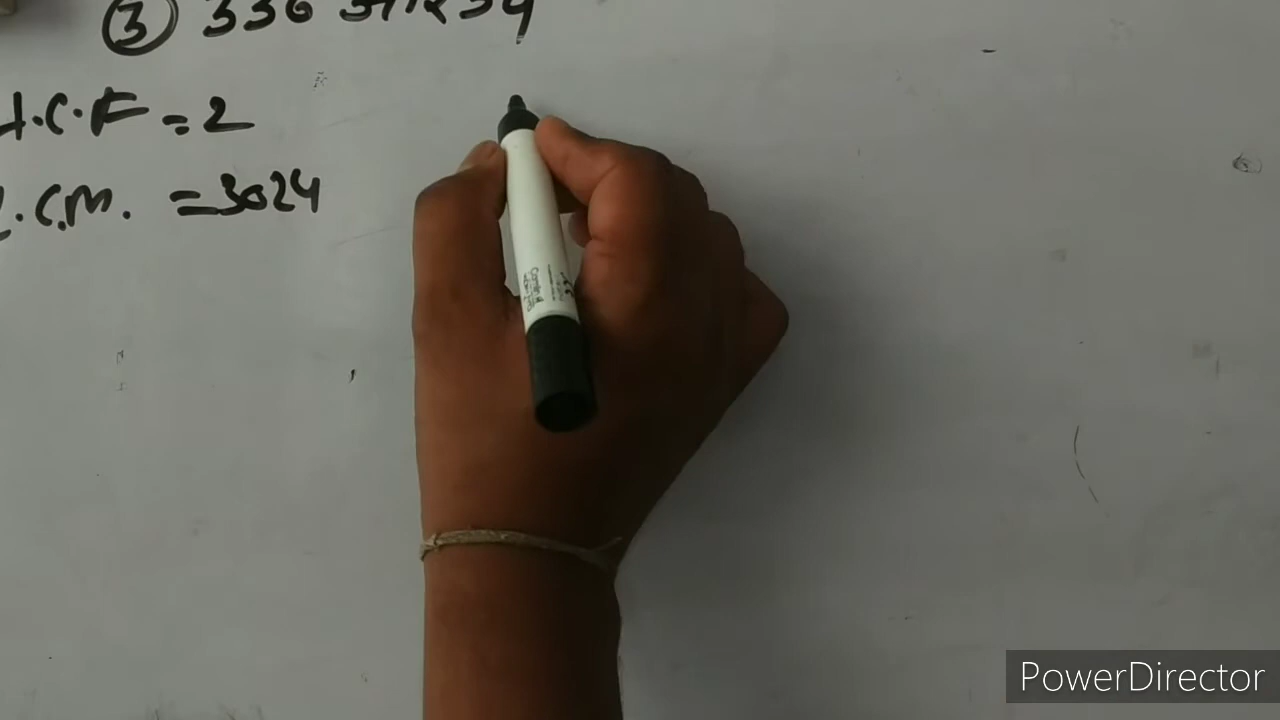 ③ 336 और 54
H.C.F = 2
L.C.M. = 3024
PowerDirector